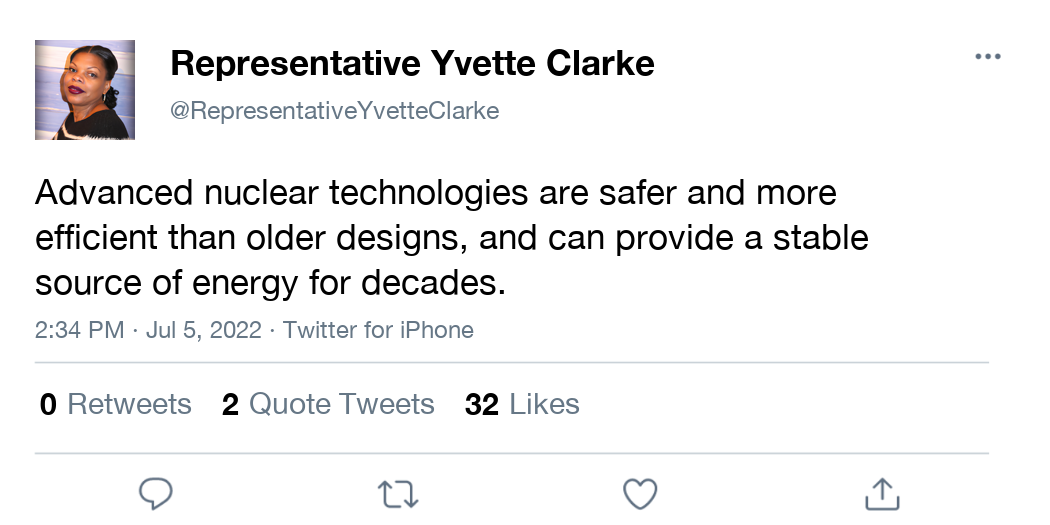 Representative Yvette Clarke
@RepresentativeYvetteClarke
Advanced nuclear technologies are safer and more
efficient than older designs, and can provide a stable
source of energy for decades.
2:34 PM · Jul 5, 2022 · Twitter for iPhone
0 Retweets 2 Quote Tweets 32 Likes